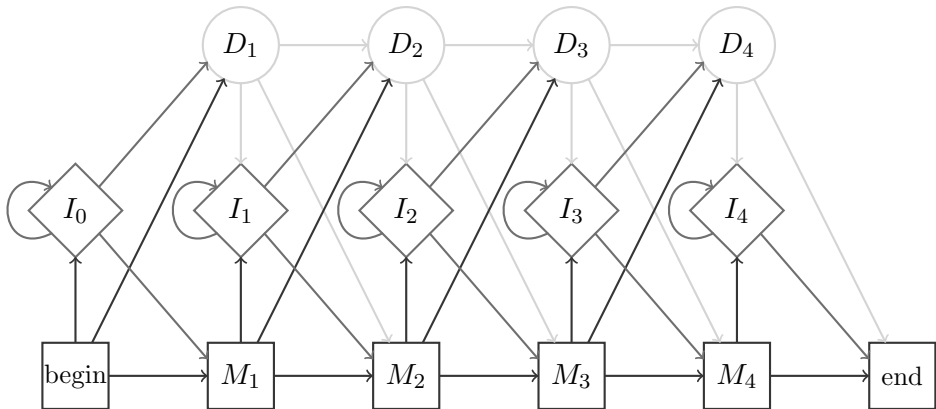 D₁ D₂ D₃ D₄
I₀ I₁ I₂ I₃ I₄
begin M₁ M₂ M₃ M₄ end